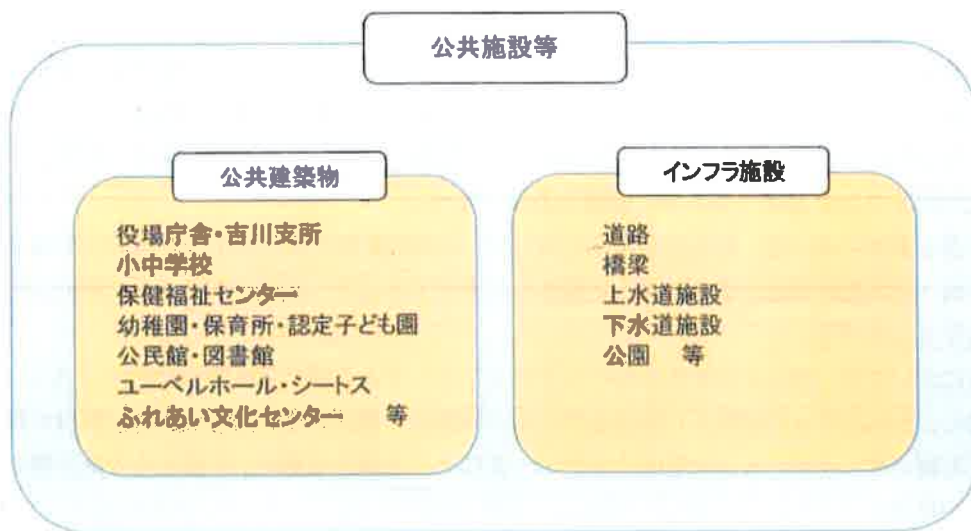 公共施設等
公共建築物
役場庁舎・吉川支所
小中学校
保健福祉センター
幼稚園・保育所・認定子ども園
公民館・図書館
ユーベルホール・シートス
ふれあい文化センター　等
インフラ施設
道路
橋梁
上水道施設
下水道施設
公園　等